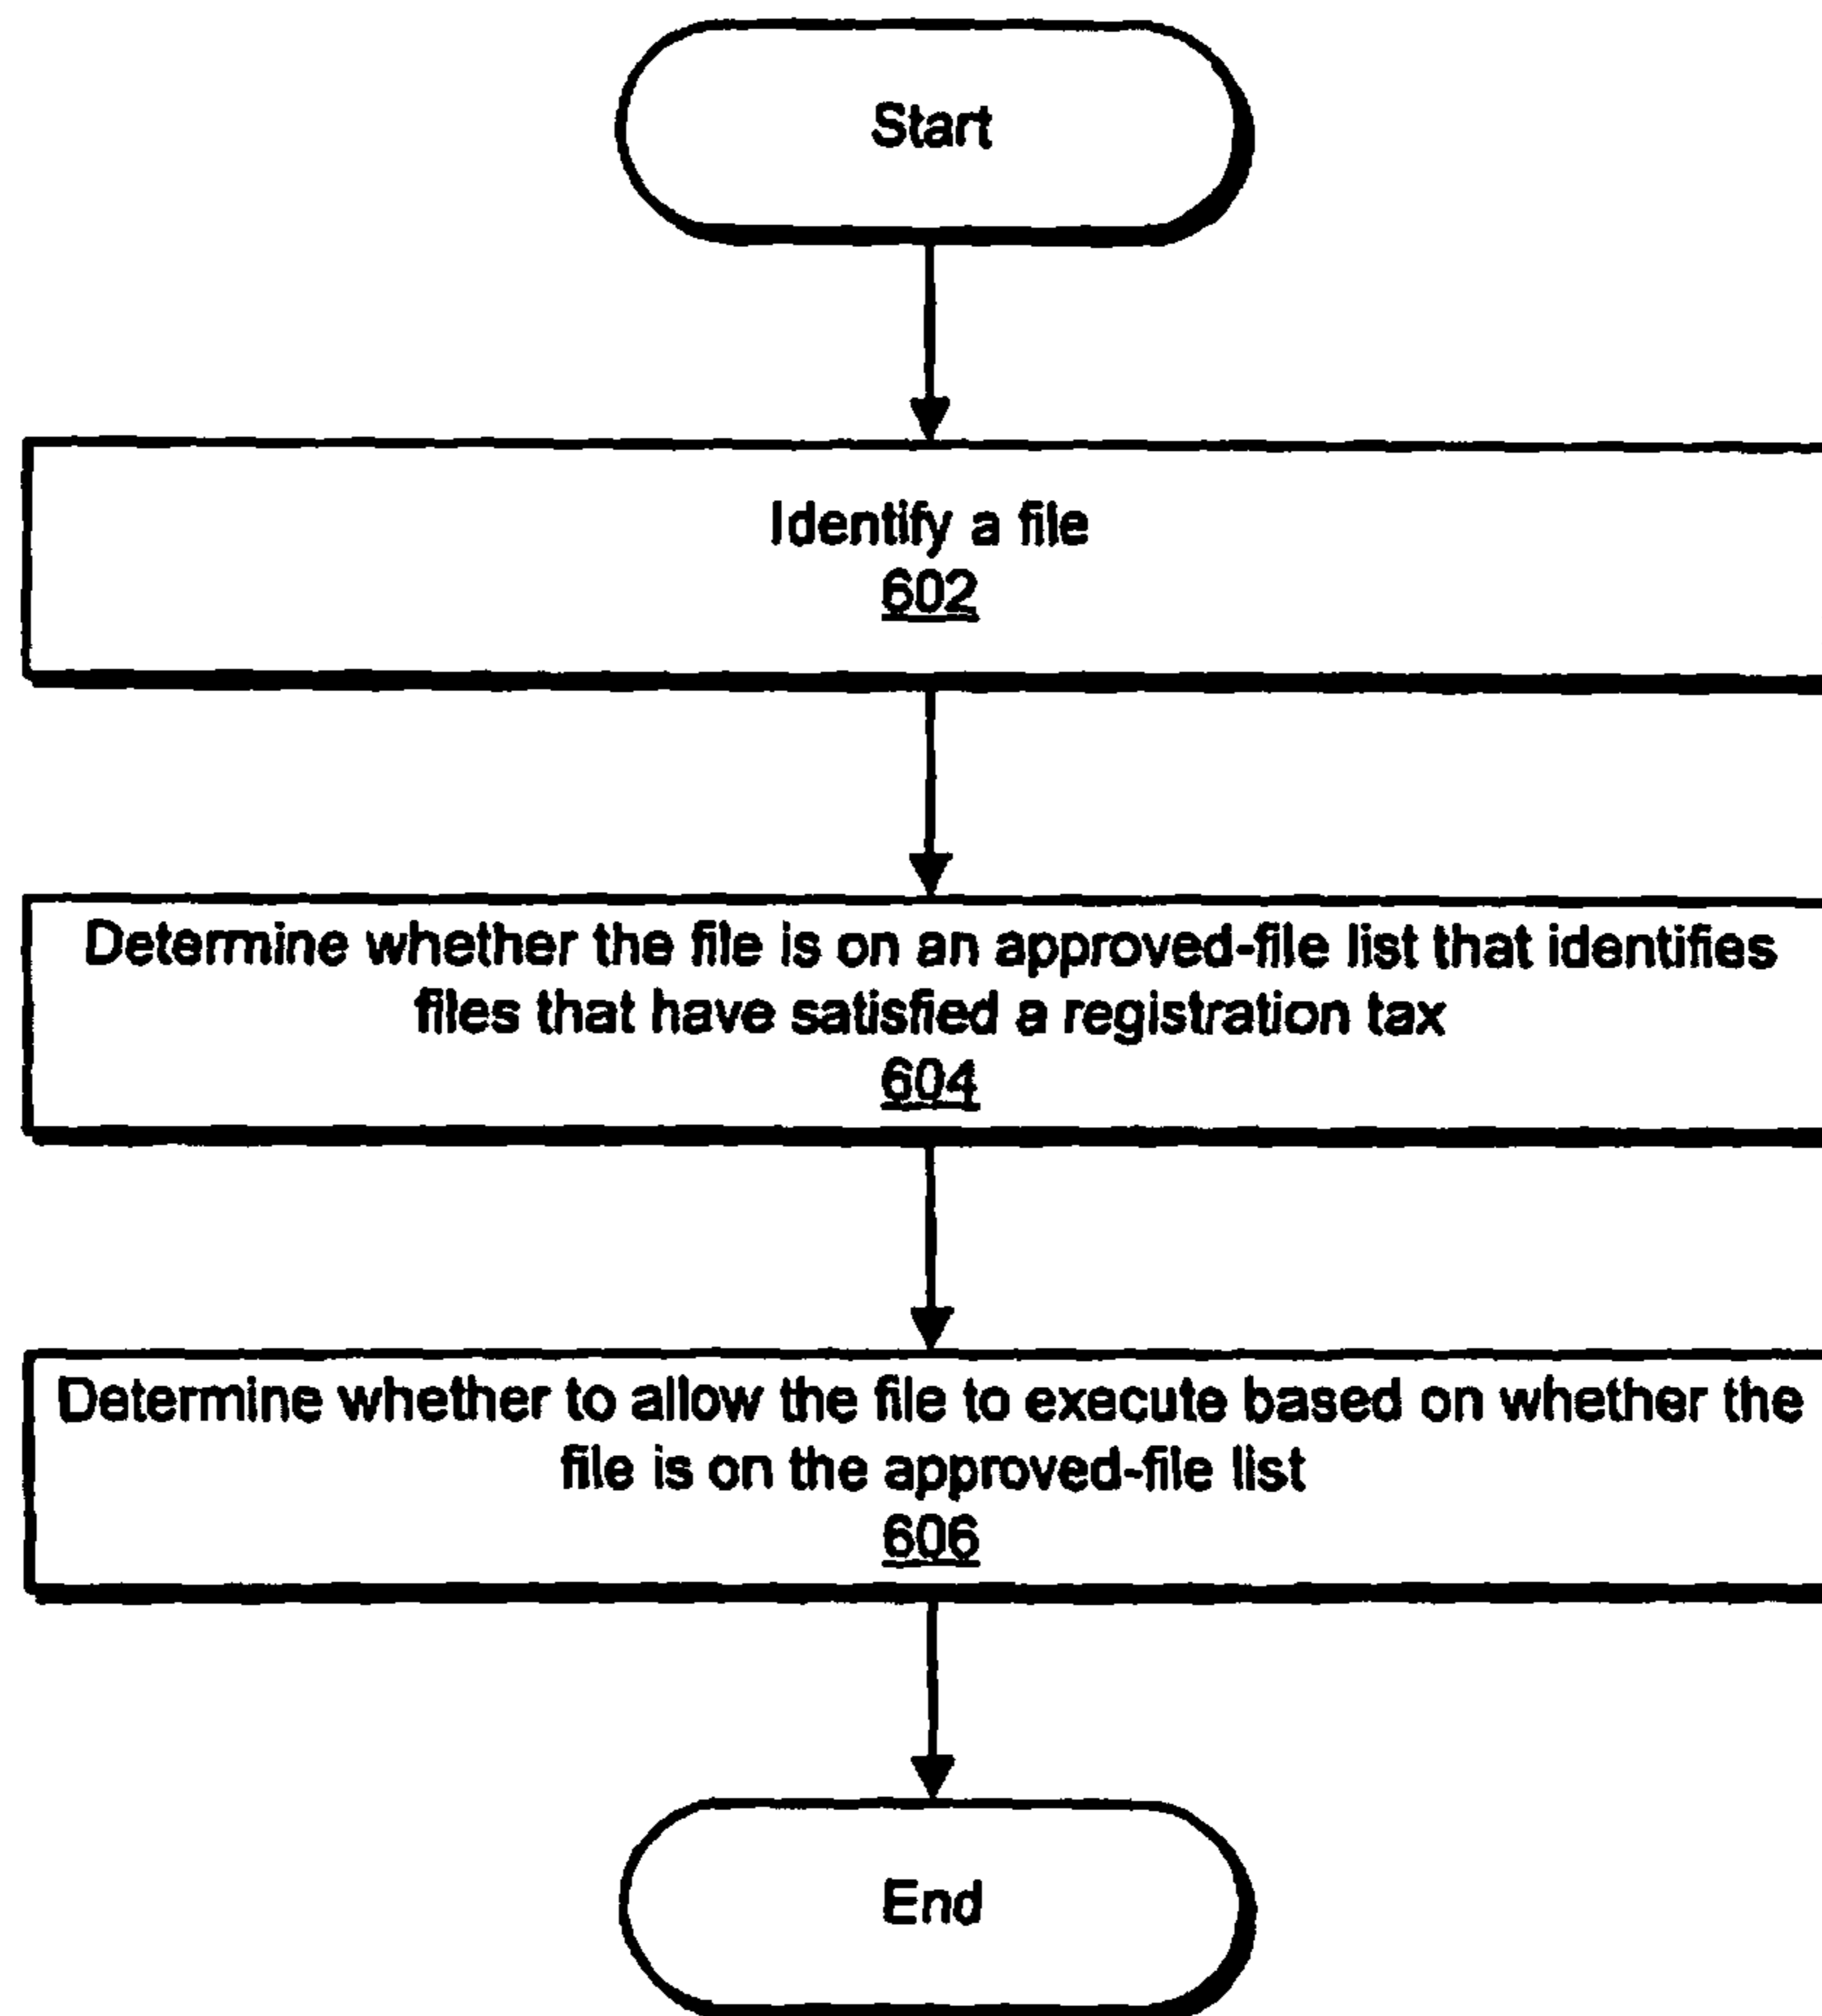 Start
Identify a file
602
Determine whether the file is on an approved-file list that identifies
files that have satisfied a registration tax
604
Determine whether to allow the file to execute based on whether the
file is on the approved-file list
606
End